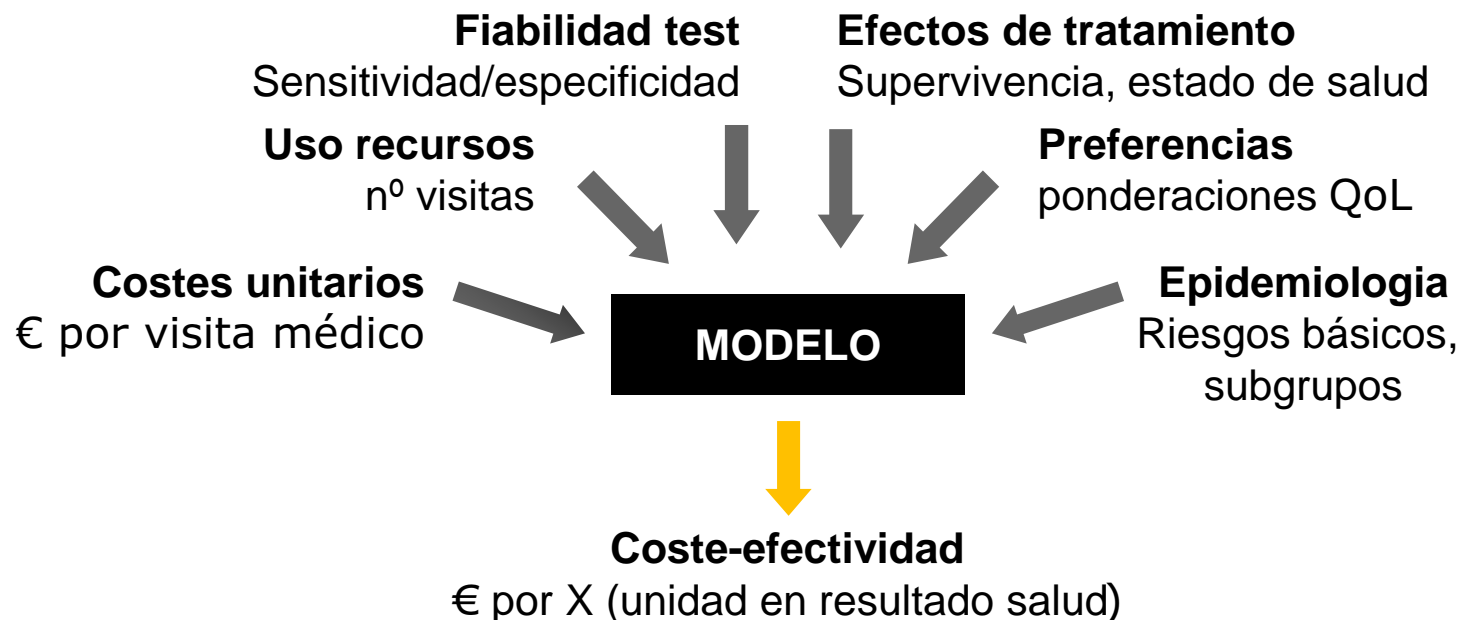 Fiabilidad test
Sensitividad/especificidad
Efectos de tratamiento
Supervivencia, estado de salud
Uso recursos
nº visitas
Preferencias
ponderaciones QoL
Costes unitarios
€ por visita médico
Epidemiologia
Riesgos básicos,
subgrupos
MODELO
Coste-efectividad
€ por X (unidad en resultado salud)